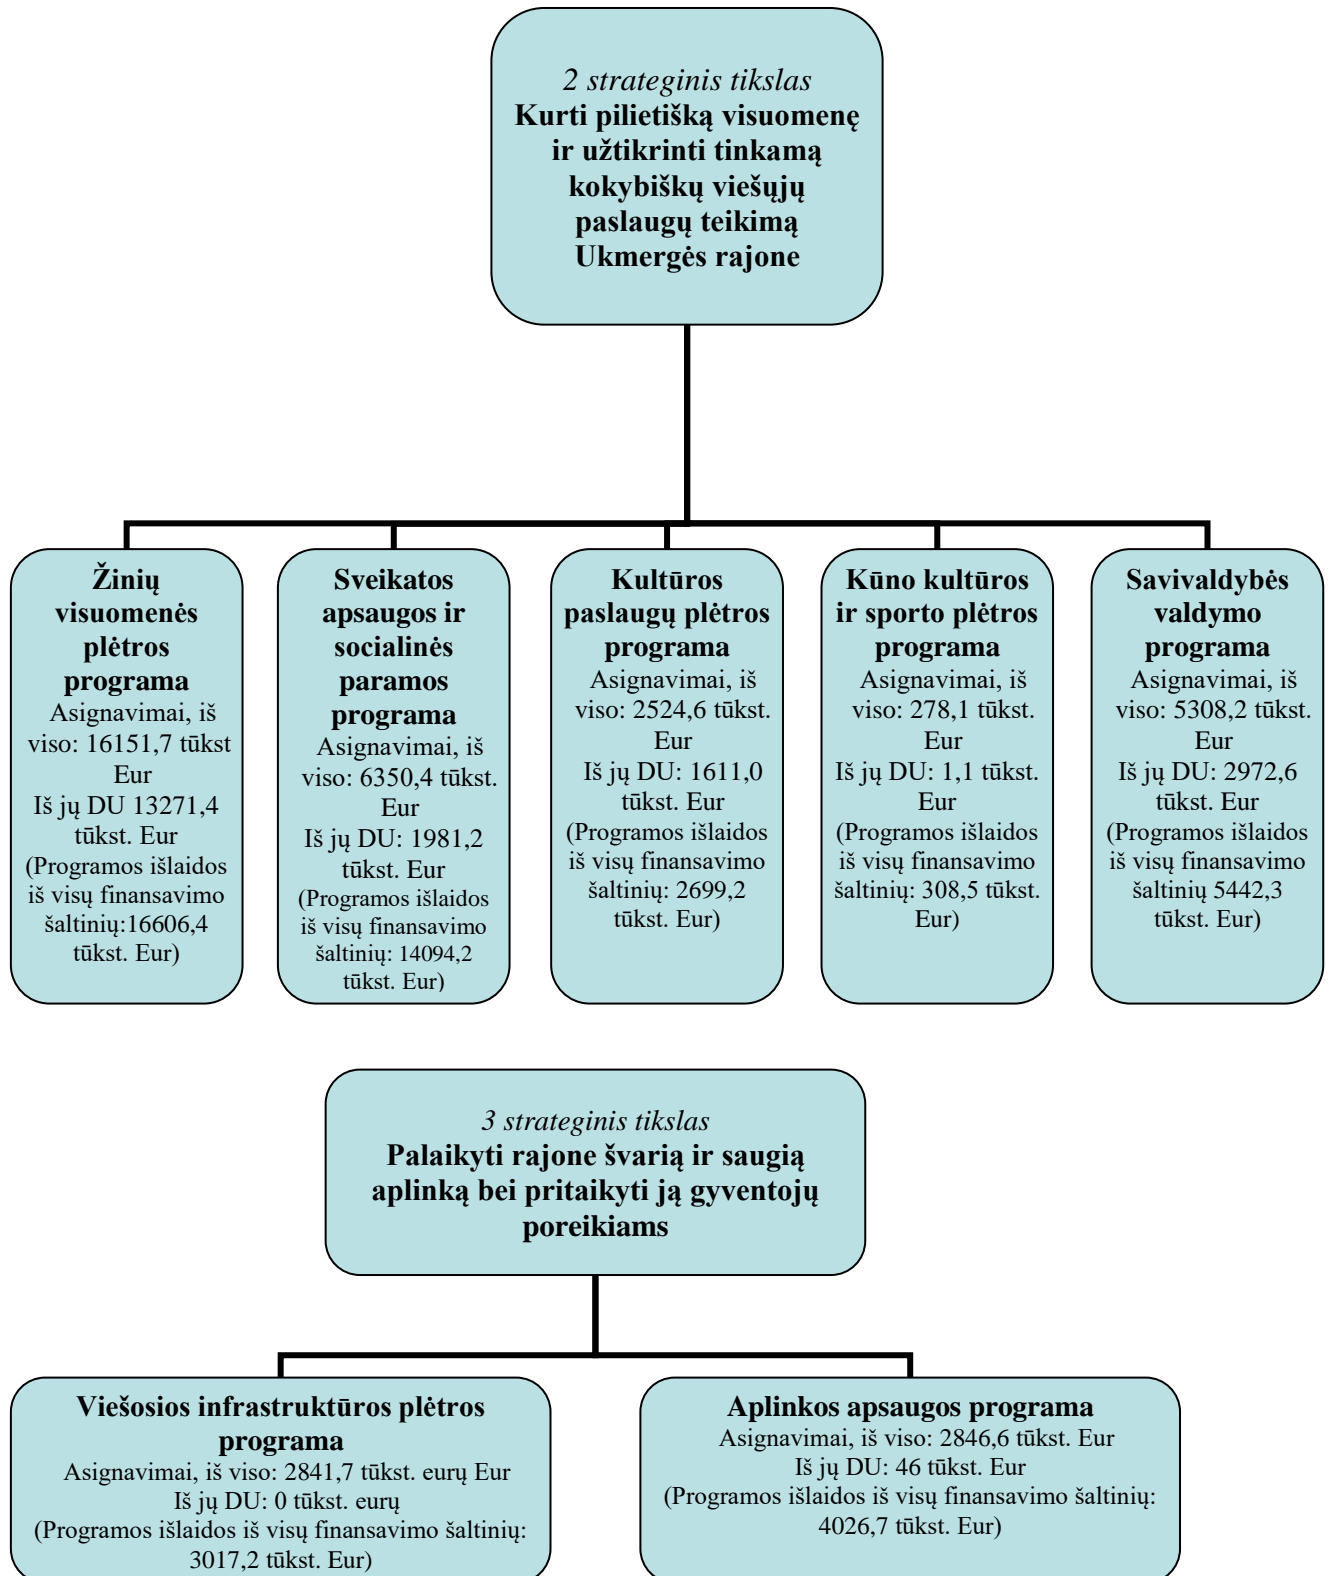 2 strateginis tikslas
Kurti pilietišką visuomenę
ir užtikrinti tinkamą
kokybiškų viešųjų
paslaugų teikimą
Ukmergės rajone
Žinių
visuomenės
plėtros
programa
Asignavimai, iš
viso: 16151,7 tūkst
Eur
Iš jų DU 13271,4
tūkst. Eur
(Programos išlaidos
iš visų finansavimo
šaltinių:16606,4
tūkst. Eur)
Sveikatos
apsaugos ir
socialinės
paramos
programa
Asignavimai, iš
viso: 6350,4 tūkst.
Eur
Iš jų DU: 1981,2
tūkst. Eur
(Programos išlaidos
iš visų finansavimo
šaltinių: 14094,2
tūkst. Eur)
Kultūros
paslaugų plėtros
programa
Asignavimai, iš
viso: 2524,6 tūkst.
Eur
Iš jų DU: 1611,0
tūkst. Eur
(Programos išlaidos
iš visų finansavimo
šaltinių: 2699,2
tūkst. Eur)
Kūno kultūros
ir sporto plėtros
programa
Asignavimai, iš
viso: 278,1 tūkst.
Eur
Iš jų DU: 1,1 tūkst.
Eur
(Programos išlaidos
iš visų finansavimo
šaltinių: 308,5 tūkst.
Eur)
Savivaldybės
valdymo
programa
Asignavimai, iš
viso: 5308,2 tūkst.
Eur
Iš jų DU: 2972,6
tūkst. Eur
(Programos išlaidos
iš visų finansavimo
šaltinių 5442,3
tūkst. Eur)
3 strateginis tikslas
Palaikyti rajone švarią ir saugią
aplinką bei pritaikyti ją gyventojų
poreikiams
Viešosios infrastruktūros plėtros
programa
Asignavimai, iš viso: 2841,7 tūkst. eurų Eur
Iš jų DU: 0 tūkst. eurų
(Programos išlaidos iš visų finansavimo šaltinių:
3017,2 tūkst. Eur)
Aplinkos apsaugos programa
Asignavimai, iš viso: 2846,6 tūkst. Eur
Iš jų DU: 46 tūkst. Eur
(Programos išlaidos iš visų finansavimo šaltinių:
4026,7 tūkst. Eur)